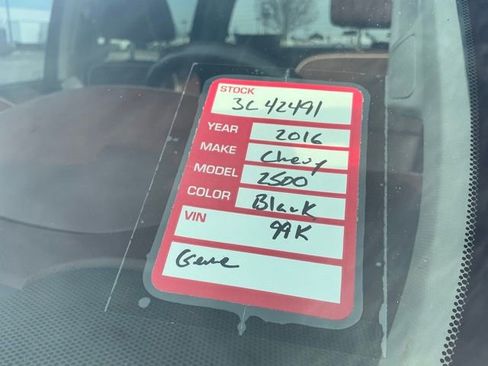 STOCK
3C42491
YEAR 2016
MAKE Chevy
MODEL 2500
COLOR Black
VIN 99K
Gene